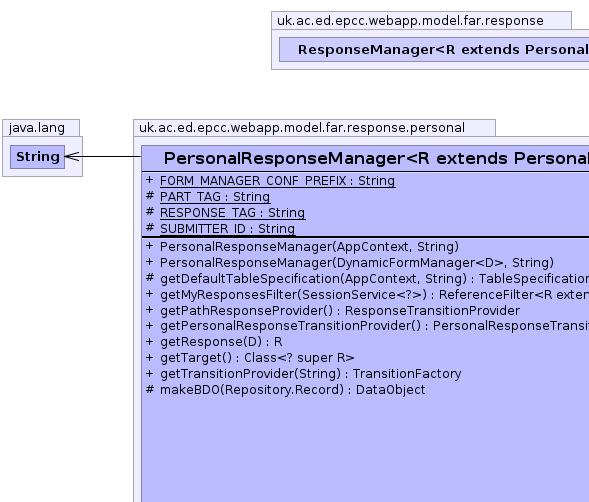 uk.ac.ed.epcc.webapp.model.far.response
ResponseManager<R extends Personal
java.lang
String
uk.ac.ed.epcc.webapp.model.far.response.personal
PersonalResponseManager<R extends Persona
+ FORM_MANAGER_CONF_PREFIX : String
# PART_TAG : String
# RESPONSE_TAG : String
# SUBMITTER_ID : String
+ PersonalResponseManager(AppContext, String)
+ PersonalResponseManager(DynamicFormManager<D>, String)
# getDefaultTableSpecification(AppContext, String) : TableSpecification
+ getMyResponsesFilter(SessionService<?>) : ReferenceFilter<R exten
+ getPathResponseProvider() : ResponseTransitionProvider
+ getPersonalResponseTransitionProvider() : PersonalResponseTransi
+ getResponse(D) : R
+ getTarget() : Class<? super R>
+ getTransitionProvider(String) : TransitionFactory
# makeBDO(Repository.Record) : DataObject